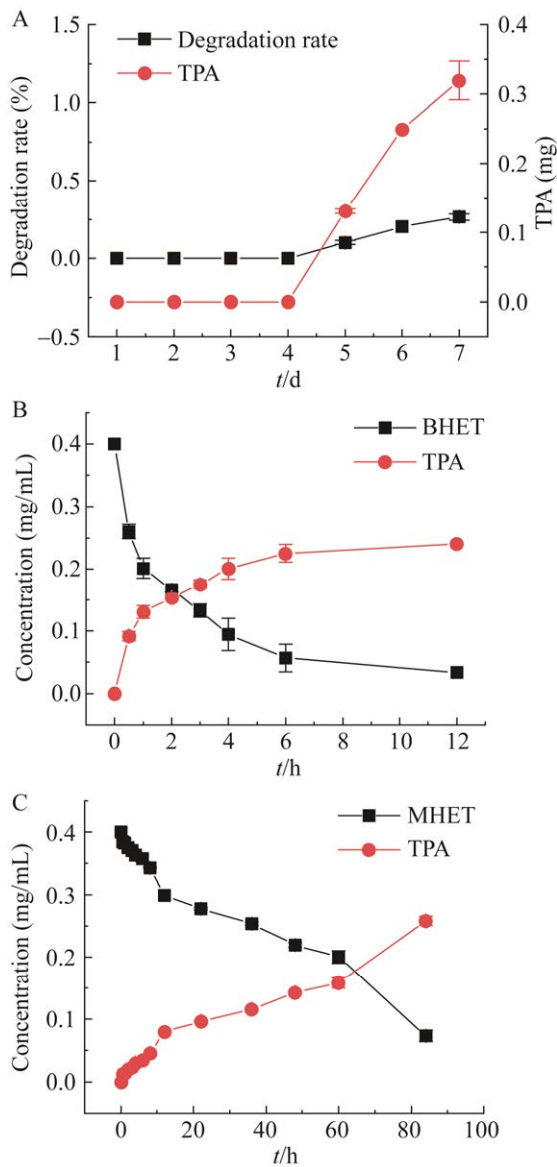 A
Degradation rate
TPA
Degradation rate (%)
1.5
1.0
0.5
0.0
–0.5
TPA (mg)
0.4
0.3
0.2
0.1
0.0
1 2 3 4 5 6 7
t/d
B
BHET
TPA
Concentration (mg/mL)
0.4
0.3
0.2
0.1
0.0
0 2 4 6 8 10 12
t/h
C
MHET
TPA
Concentration (mg/mL)
0.4
0.3
0.2
0.1
0.0
0 20 40 60 80 100
t/h